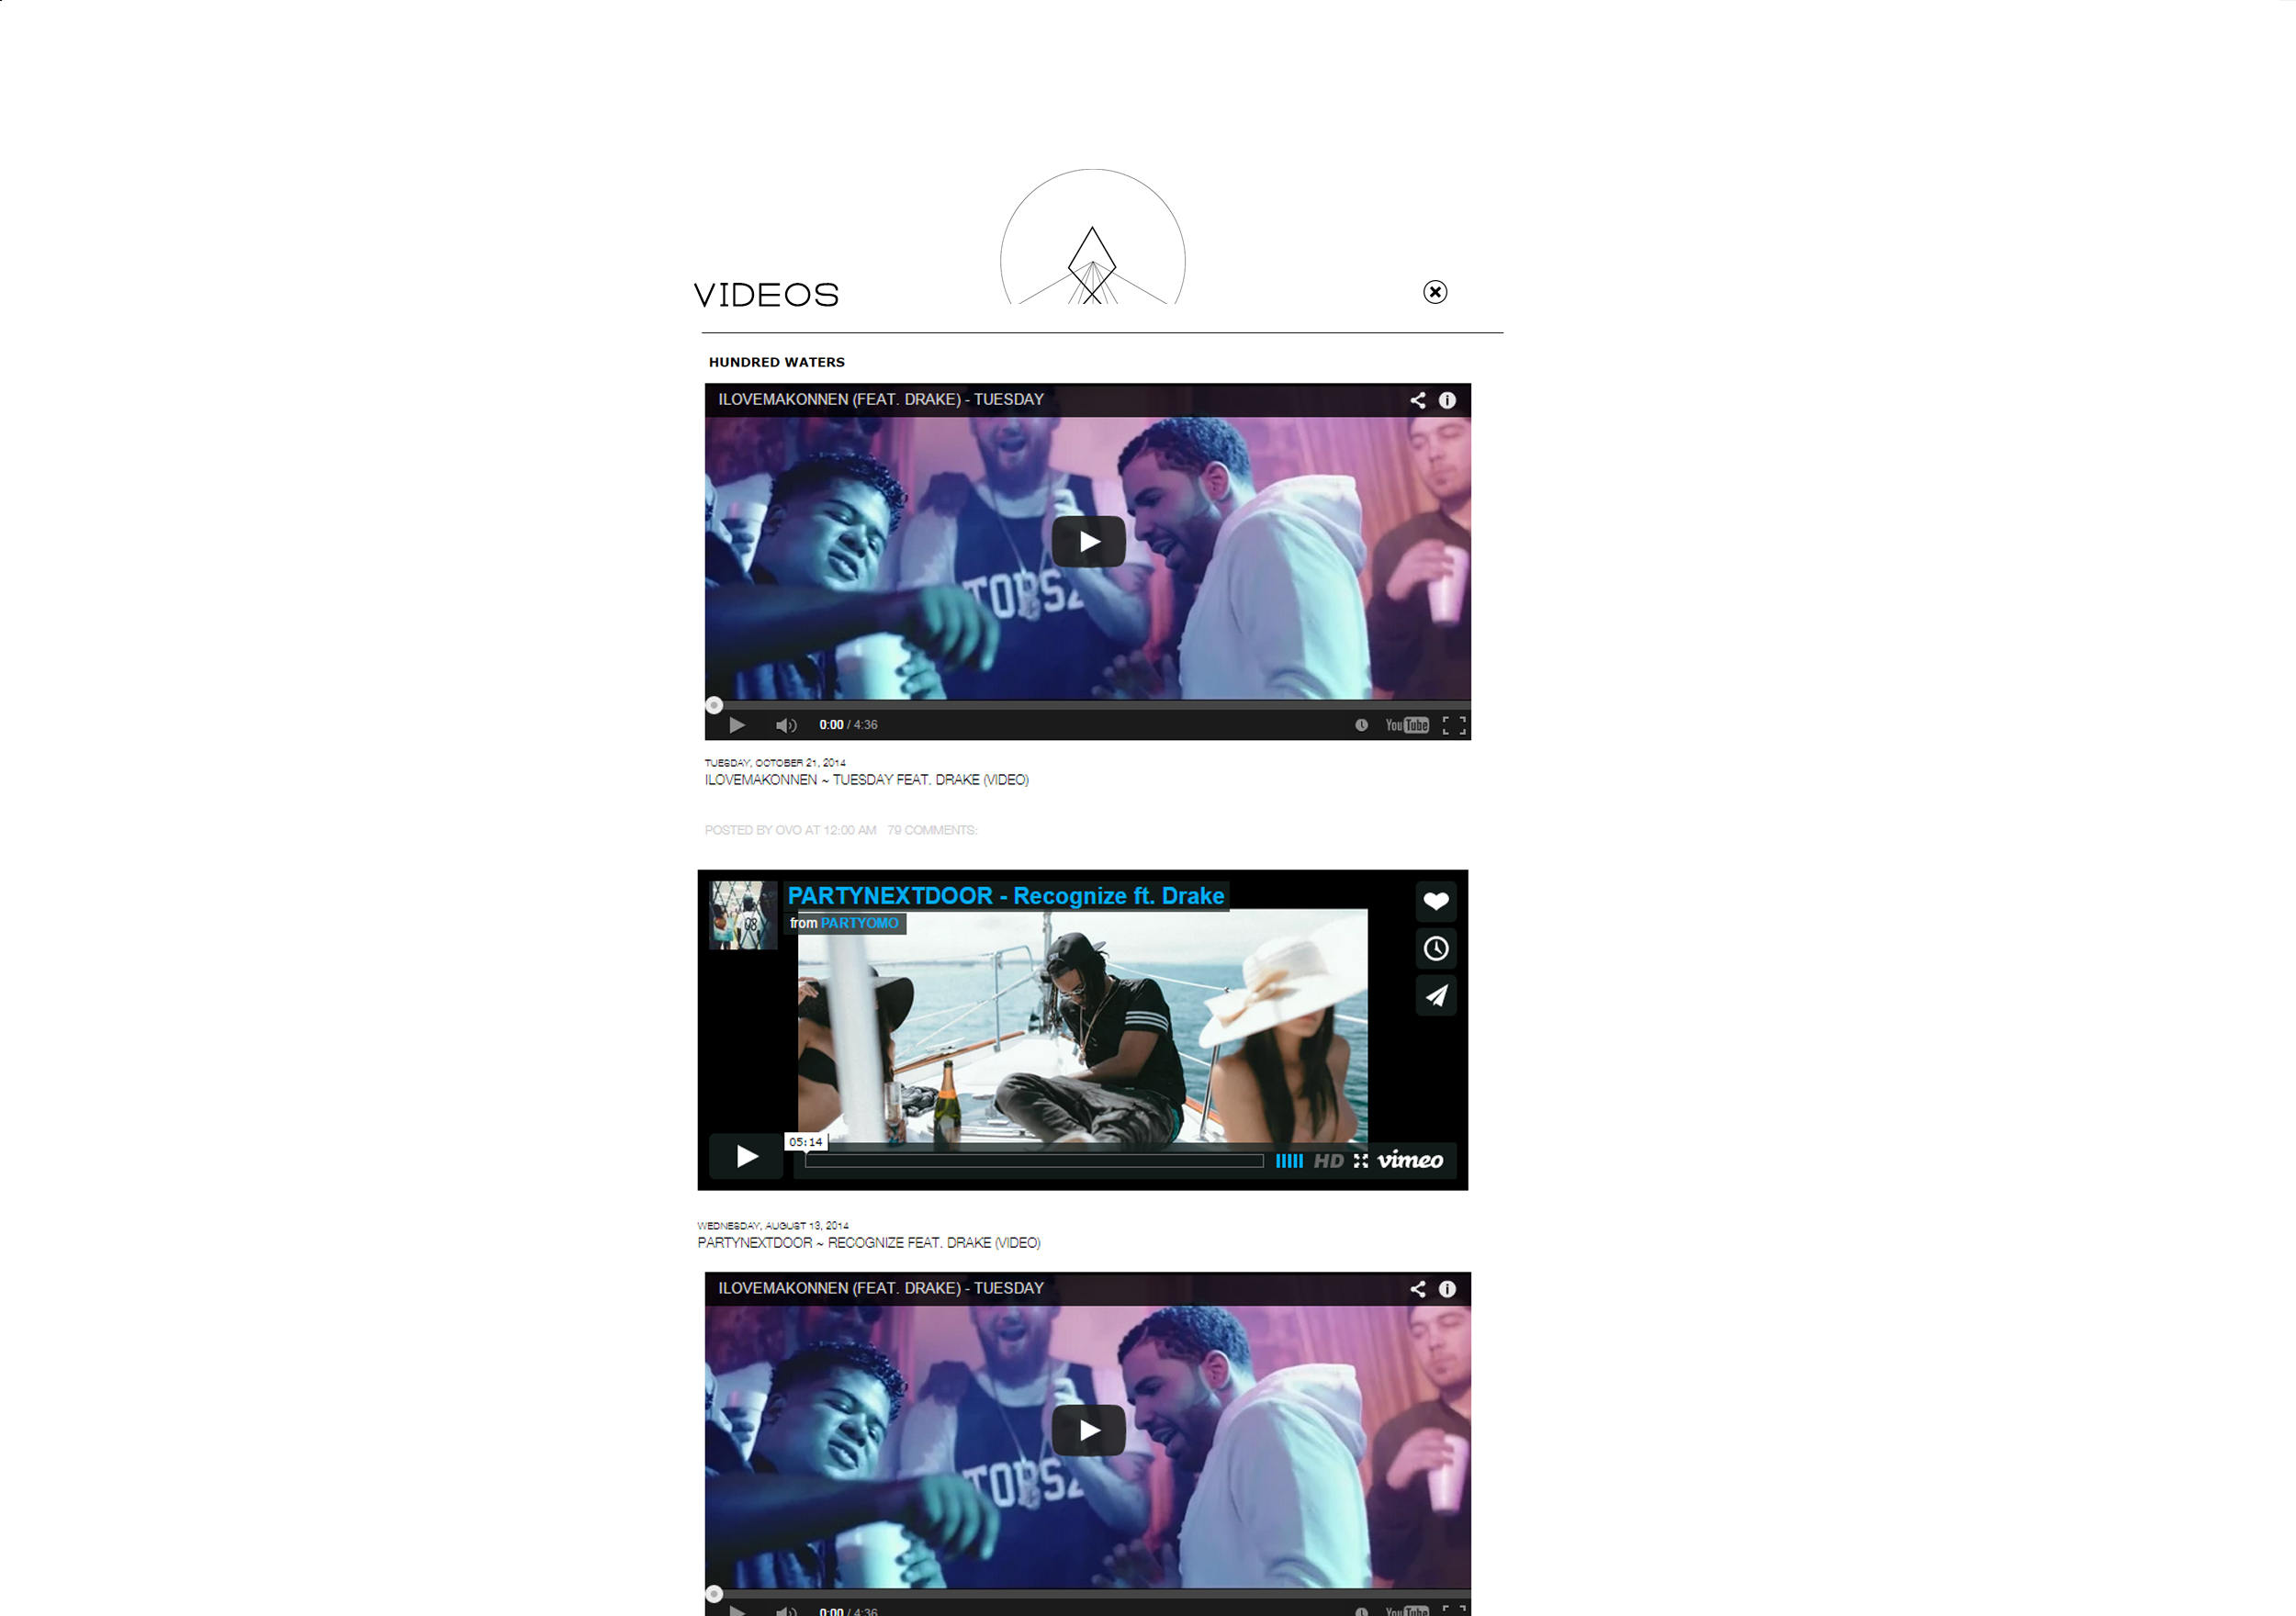 VIDEOS
HUNDRED WATERS
ILOVEMAKONNEN (FEAT. DRAKE) - TUESDAY
0:00 / 4:36
YouTube
TUESDAY, OCTOBER 21, 2014
ILOVEMAKONNEN ~ TUESDAY FEAT. DRAKE (VIDEO)
POSTED BY OVO AT 12:00 AM 79 COMMENTS:
PARTYNEXTDOOR - Recognize ft. Drake
from PARTYOMO
08
05:14
HD vimeo
WEDNESDAY, AUGUST 13, 2014
PARTYNEXTDOOR ~ RECOGNIZE FEAT. DRAKE (VIDEO)
ILOVEMAKONNEN (FEAT. DRAKE) - TUESDAY
0:00 / 4:36
YouTube